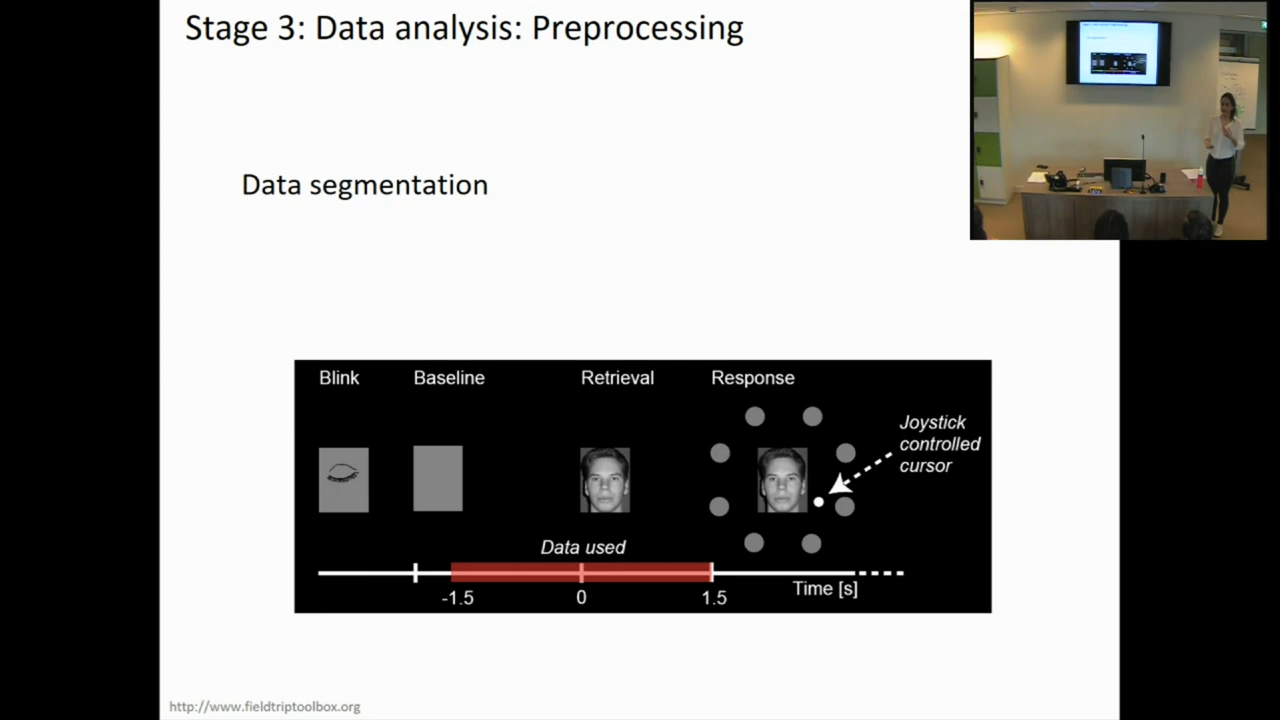 Stage 3: Data analysis: Preprocessing
Data segmentation
Blink
Baseline
Retrieval
Response
Joystick
controlled
cursor
Data used
-1.5
0
1.5
Time [s]
http://www.fieldtriptoolbox.org